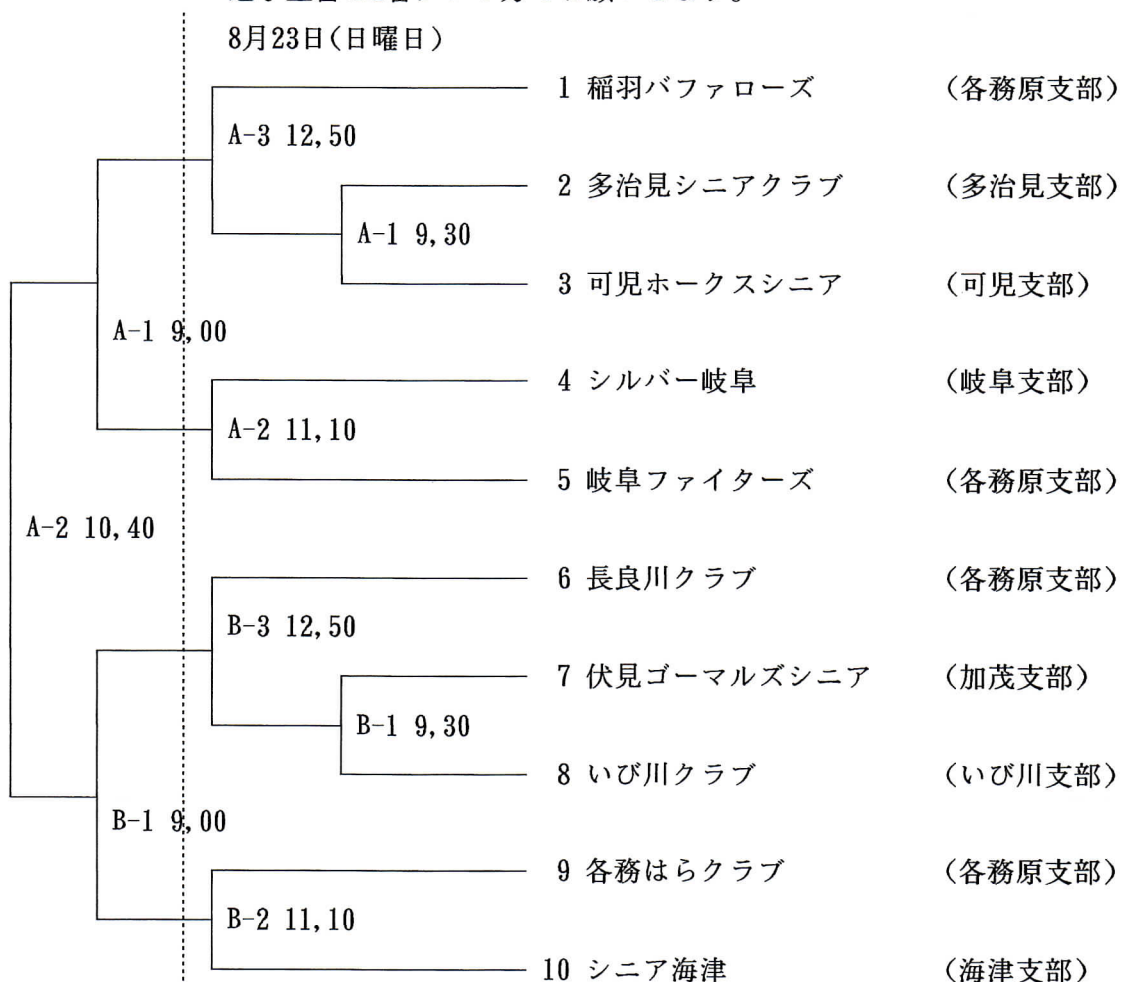 8月23日(日曜日)
1 稲羽バファローズ (各務原支部)
A-3 12,50
2 多治見シニアクラブ (多治見支部)
A-1 9,30
3 可児ホークスシニア (可児支部)
A-1 9,00
4 シルバー岐阜 (岐阜支部)
A-2 11,10
5 岐阜ファイターズ (各務原支部)
A-2 10,40
6 長良川クラブ (各務原支部)
B-3 12,50
7 伏見ゴーマルズシニア (加茂支部)
B-1 9,30
8 いび川クラブ (いび川支部)
B-1 9,00
9 各務はらクラブ (各務原支部)
B-2 11,10
10 シニア海津 (海津支部)